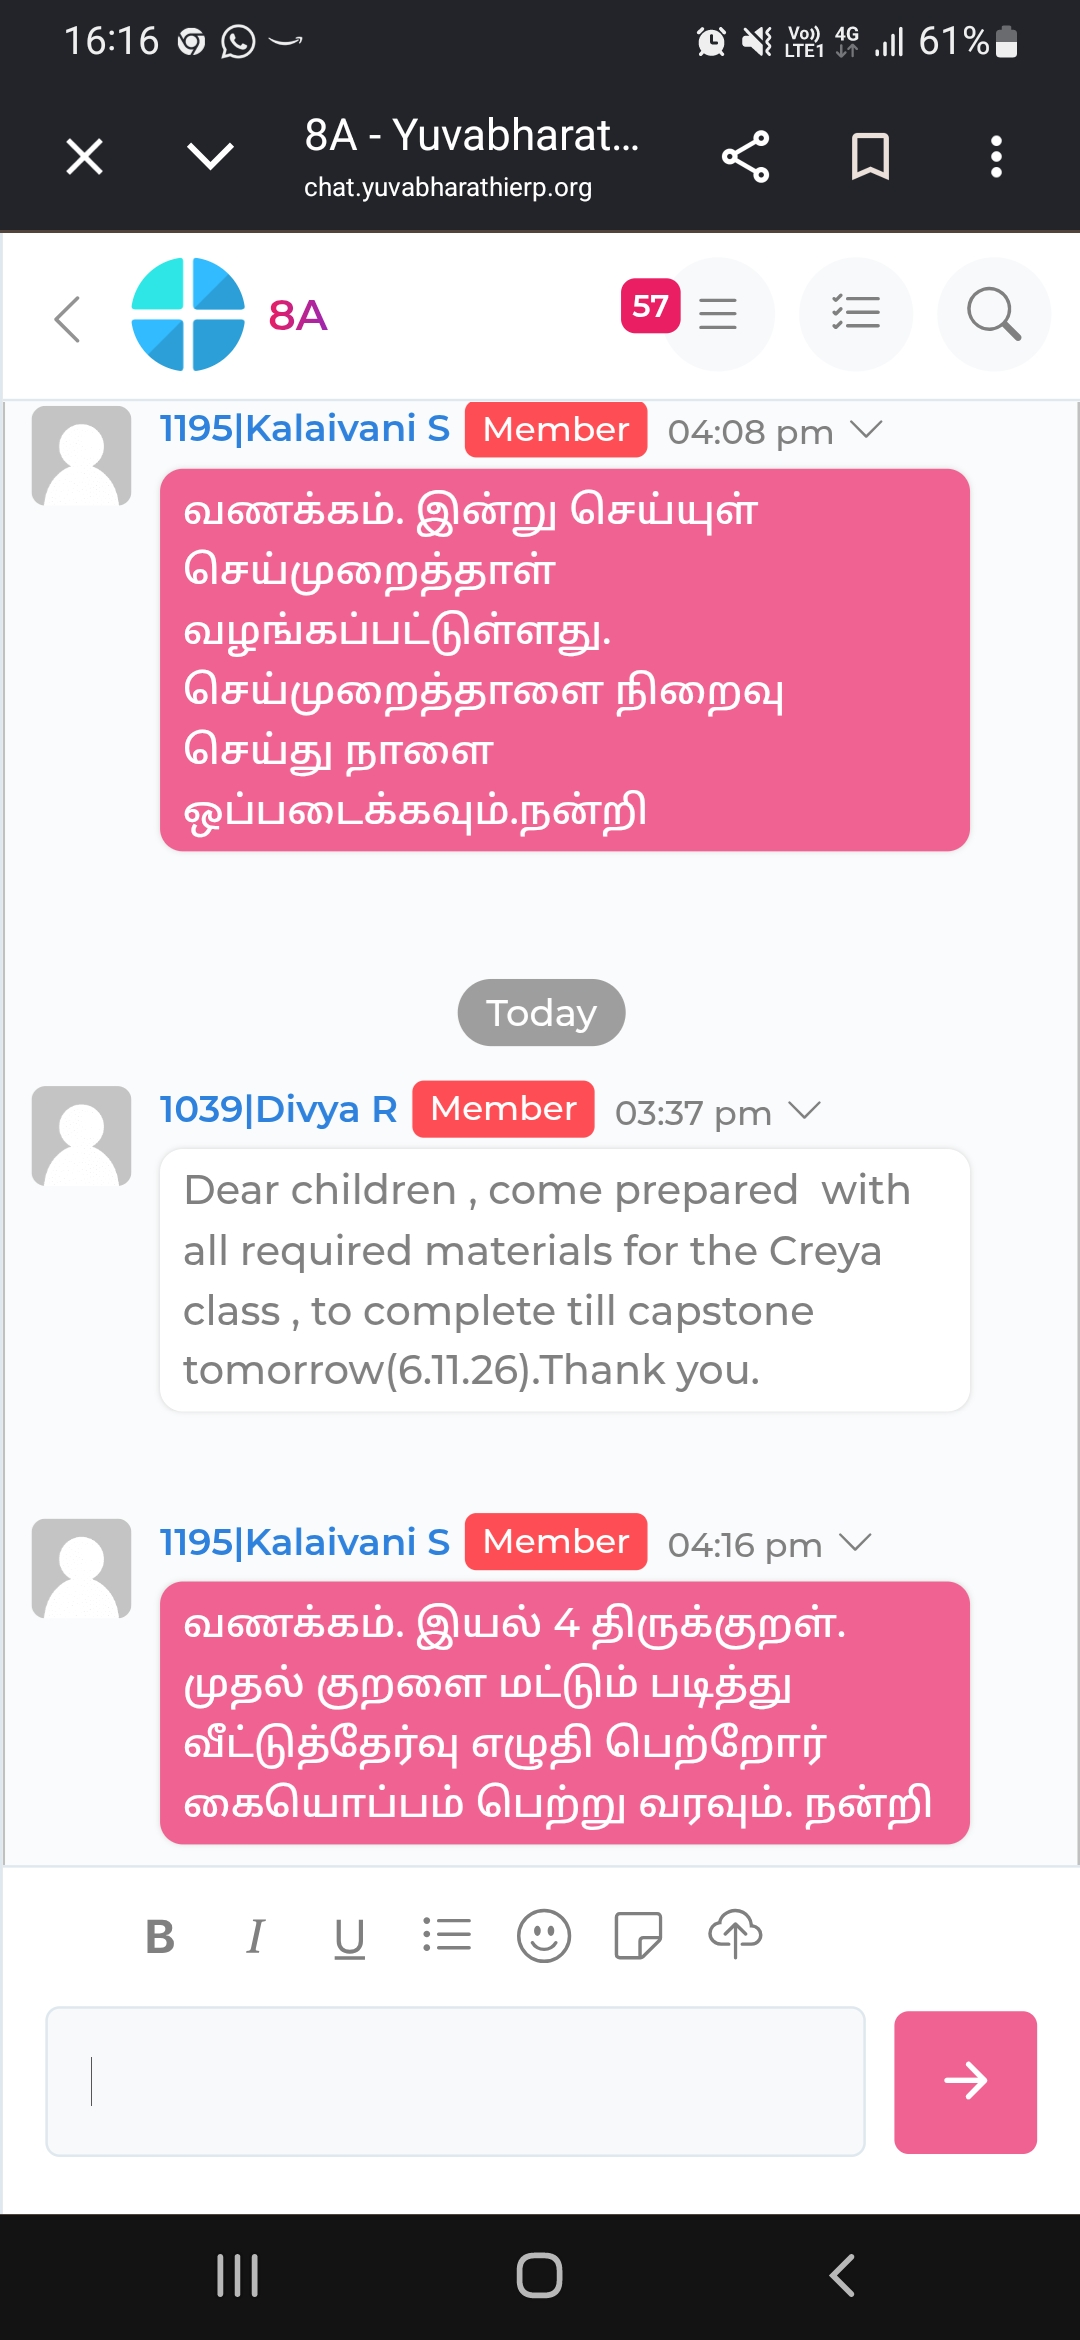 16:16
Vo)) LTE1 4G 61%
8A - Yuvabharat...
chat.yuvabharathierp.org
8A
57
1195|Kalaivani S Member 04:08 pm
வணக்கம். இன்று செய்யுள்
செய்முறைத்தாள்
வழங்கப்பட்டுள்ளது.
செய்முறைத்தாளை நிறைவு
செய்து நாளை
ஒப்படைக்கவும்.நன்றி
Today
1039|Divya R Member 03:37 pm
Dear children , come prepared  with
all required materials for the Creya
class , to complete till capstone
tomorrow(6.11.26).Thank you.
1195|Kalaivani S Member 04:16 pm
வணக்கம். இயல் 4 திருக்குறள்.
முதல் குறளை மட்டும் படித்து
வீட்டுத்தேர்வு எழுதி பெற்றோர்
கையொப்பம் பெற்று வரவும். நன்றி
B I U